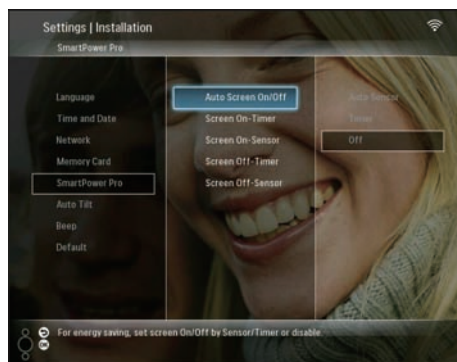 Settings | Installation
SmartPower Pro
Language
Time and Date
Network
Memory Card
SmartPower Pro
Auto Tilt
Beep
Default
Auto Screen On/Off
Screen On-Timer
Screen On-Sensor
Screen Off-Timer
Screen Off-Sensor
Auto Sensor
Timer
Off
For energy saving, set screen On/Off by Sensor/Timer or disable.
OK